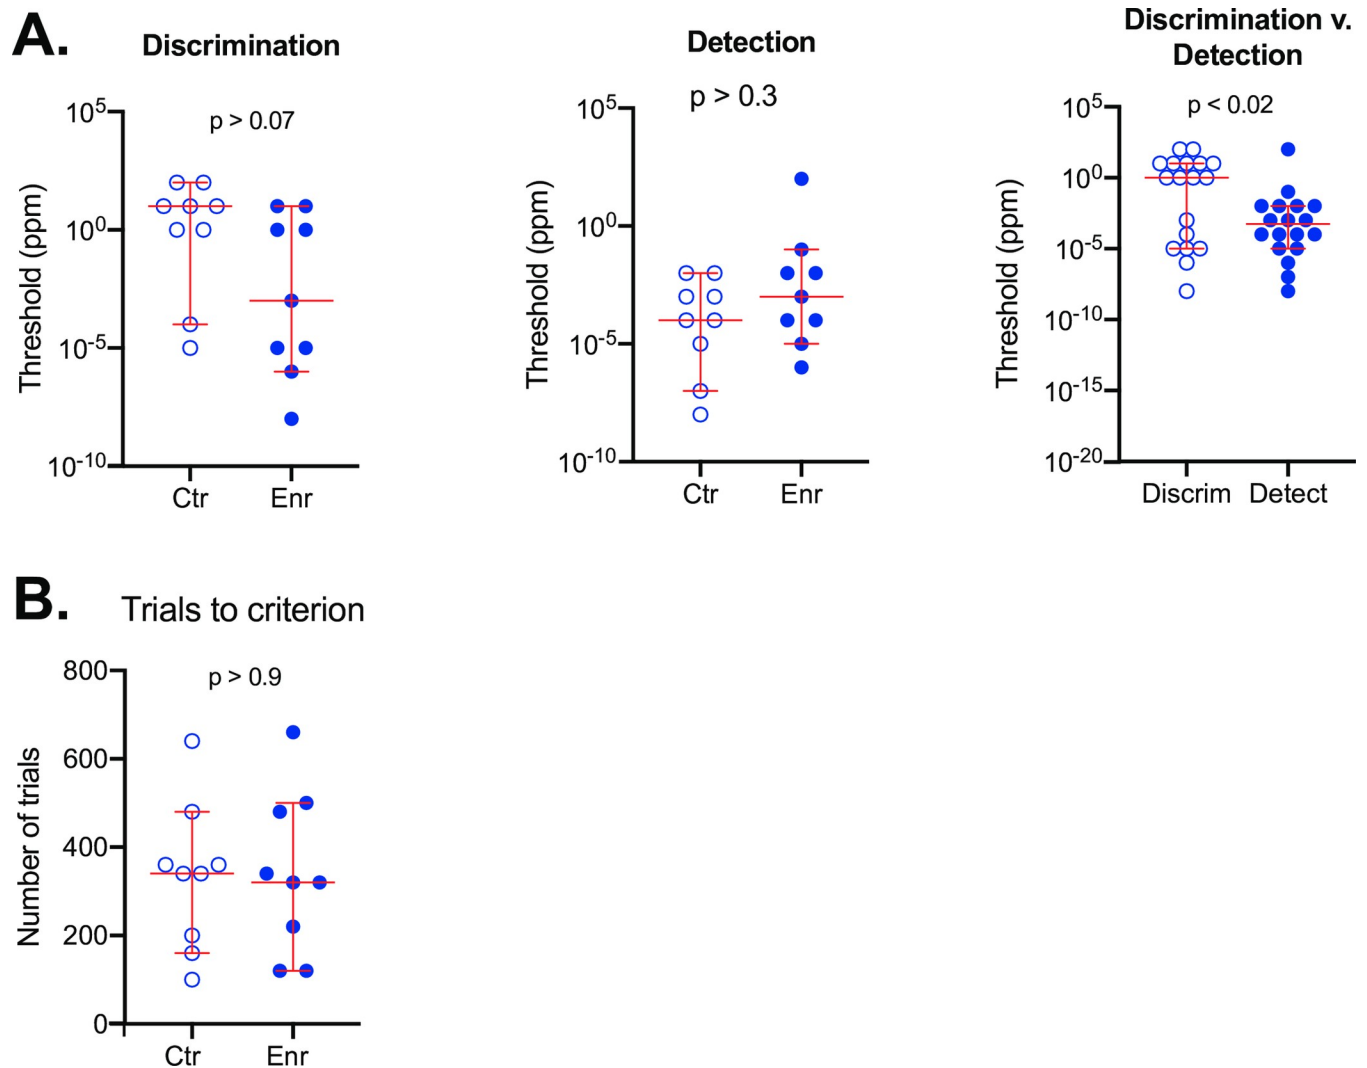 A.
Discrimination
p > 0.07
Threshold (ppm)
10^5
10^0
10^-5
10^-10
Ctr Enr
Detection
p > 0.3
Threshold (ppm)
10^5
10^0
10^-5
10^-10
Ctr Enr
Discrimination v.
Detection
p < 0.02
Threshold (ppm)
10^5
10^0
10^-5
10^-10
10^-15
10^-20
Discrim Detect
B.
Trials to criterion
p > 0.9
Number of trials
800
600
400
200
0
Ctr Enr